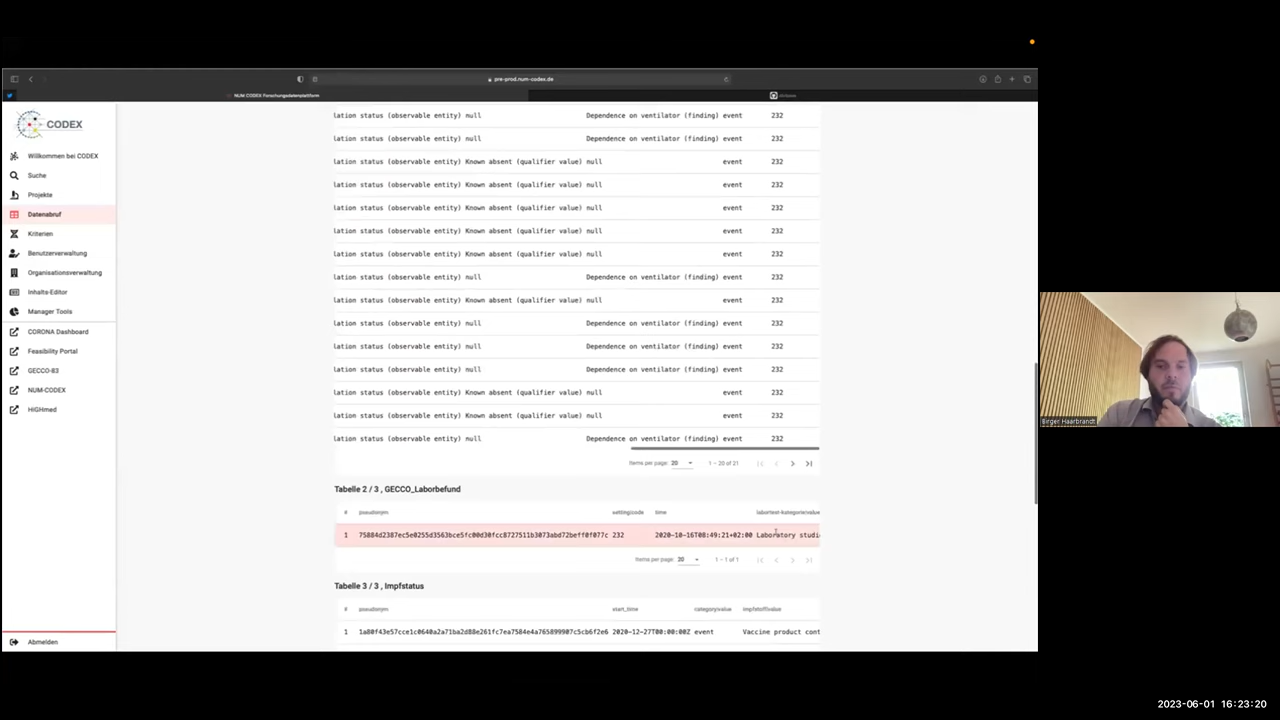 pre-prod.num-codex.de
NUM CODEX Forschungsdatenplattform
CODEX
Willkommen bei CODEX
Suche
Projekte
Datenabruf
Kriterien
Benutzerverwaltung
Organisationsverwaltung
Inhalts-Editor
Manager Tools
CORONA Dashboard
Feasibility Portal
GECCO-83
NUM-CODEX
HiGHmed
Abmelden
lation status (observable entity) null Dependence on ventilator (finding) event 232
lation status (observable entity) null Dependence on ventilator (finding) event 232
lation status (observable entity) Known absent (qualifier value) null event 232
lation status (observable entity) Known absent (qualifier value) null event 232
lation status (observable entity) Known absent (qualifier value) null event 232
lation status (observable entity) Known absent (qualifier value) null event 232
lation status (observable entity) Known absent (qualifier value) null event 232
lation status (observable entity) null Dependence on ventilator (finding) event 232
lation status (observable entity) Known absent (qualifier value) null event 232
lation status (observable entity) null Dependence on ventilator (finding) event 232
lation status (observable entity) null Dependence on ventilator (finding) event 232
lation status (observable entity) null Dependence on ventilator (finding) event 232
lation status (observable entity) Known absent (qualifier value) null event 232
lation status (observable entity) Known absent (qualifier value) null event 232
lation status (observable entity) null Dependence on ventilator (finding) event 232
Items per page: 20 1 – 20 of 21
Tabelle 2 / 3 , GECCO_Laborbefund
# pseudonym settingcode time labortest-kategorievalue
1 232 2020-10-16T08:49:21+02:00 Laboratory studie
Items per page: 20 1 – 1 of 1
Tabelle 3 / 3 , Impfstatus
# pseudonym start_time categoryvalue impfstoffvalue
1 2020-12-27T00:00:00Z event Vaccine product cont
Birger Haarbrandt
2023-06-01 16:23:20